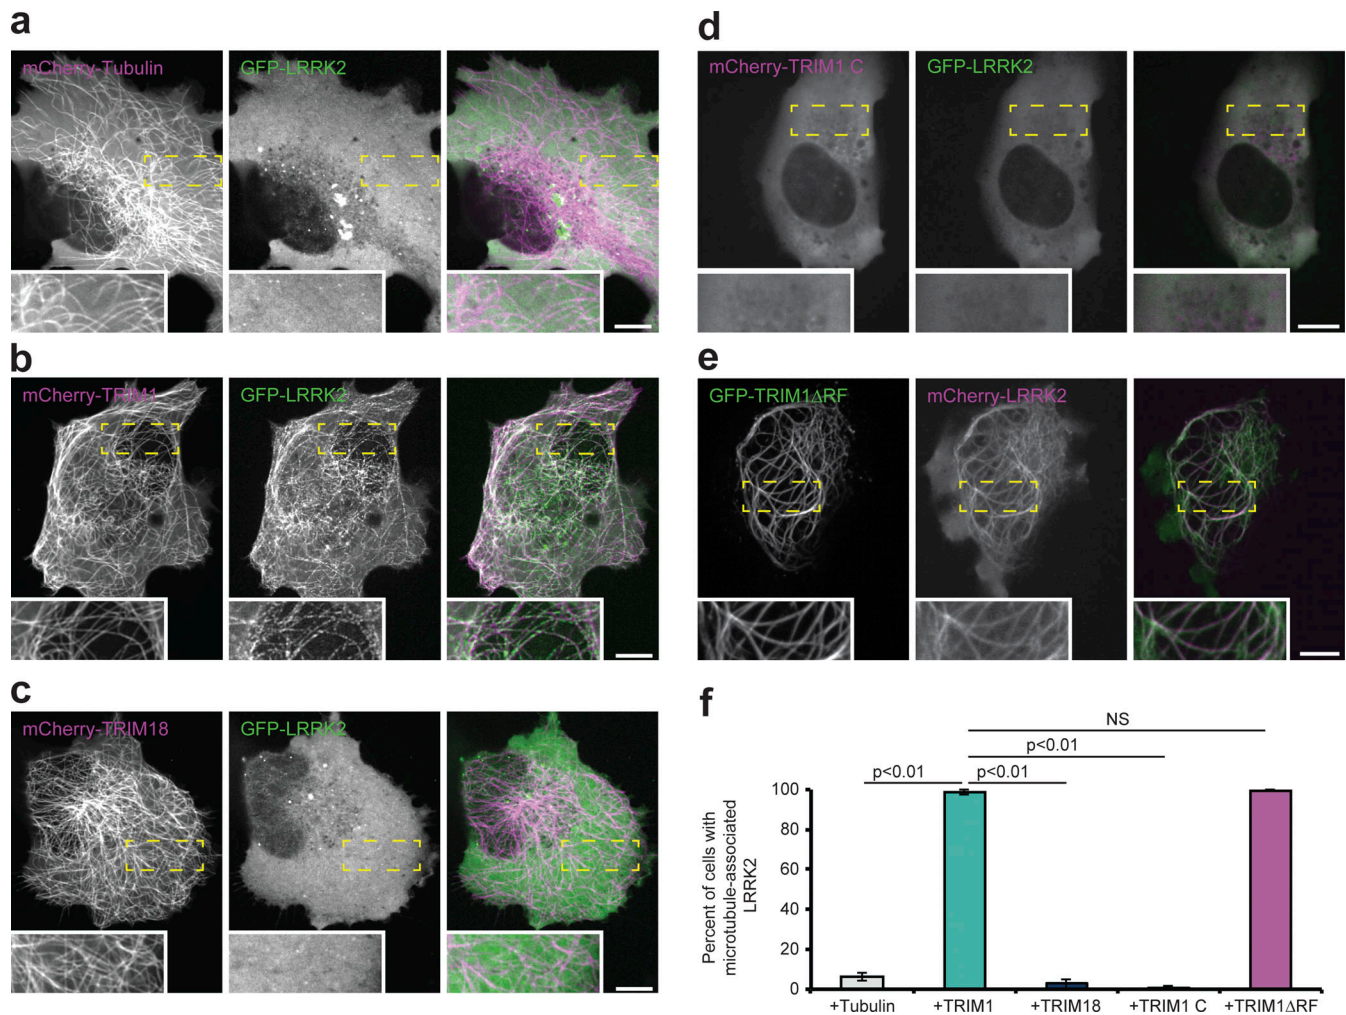 a
mCherry-Tubulin
GFP-LRRK2
b
mCherry-TRIM1
GFP-LRRK2
c
mCherry-TRIM18
GFP-LRRK2
d
mCherry-TRIM1 C
GFP-LRRK2
e
GFP-TRIM1ΔRF
mCherry-LRRK2
f
NS
p<0.01
p<0.01
p<0.01
Percent of cells with
microtubule-associated
LRRK2
100
80
60
40
20
0
+Tubulin
+TRIM1
+TRIM18
+TRIM1 C
+TRIM1ΔRF